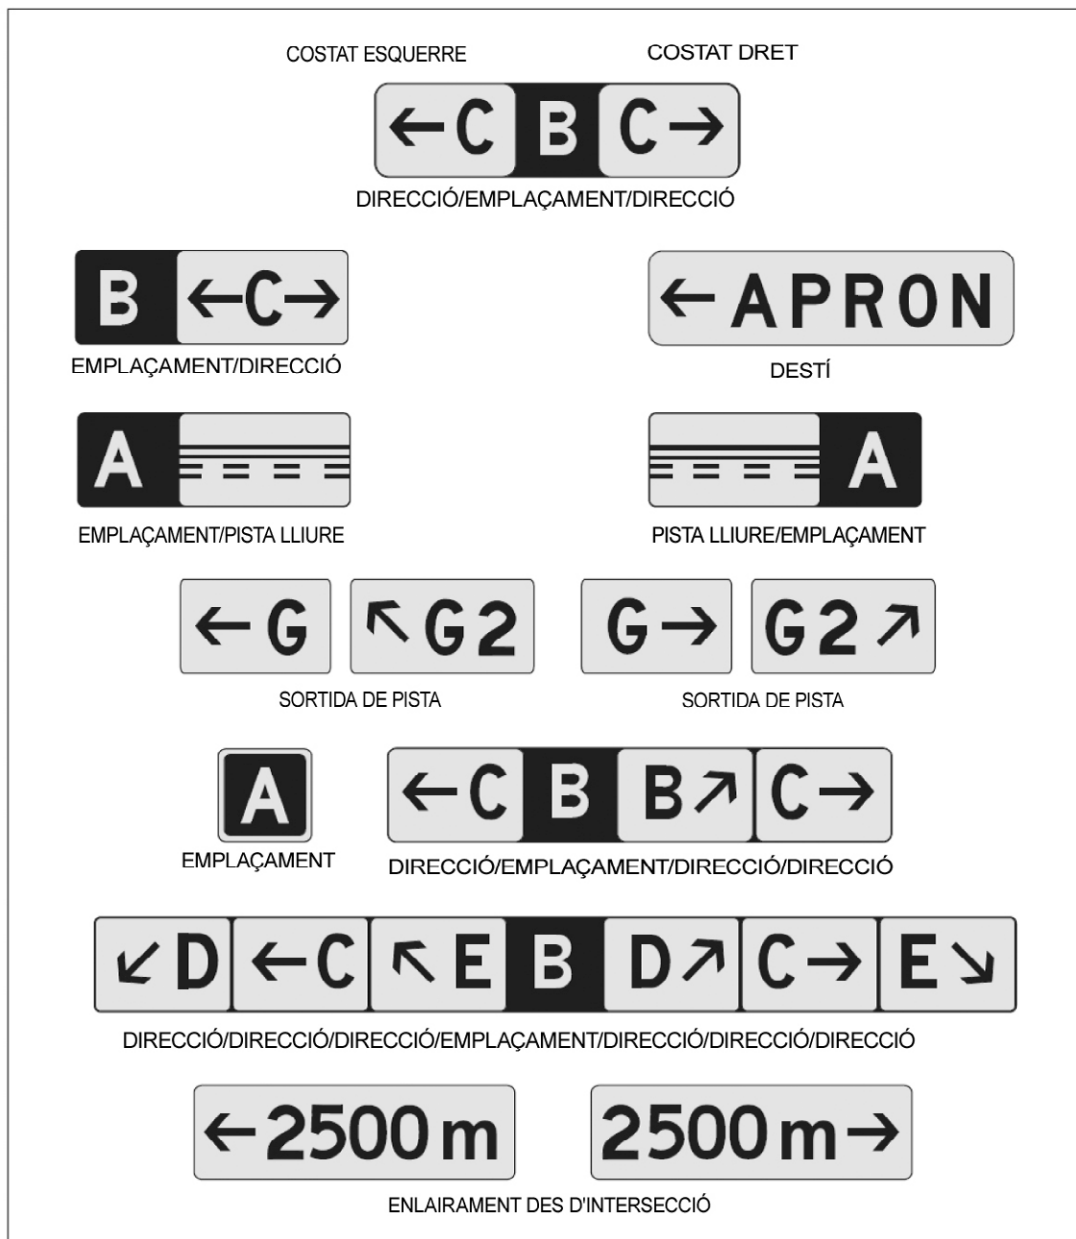 COSTAT ESQUERRE COSTAT DRET
←C B C→
DIRECCIÓ/EMPLAÇAMENT/DIRECCIÓ
B ←C→ ←APRON
EMPLAÇAMENT/DIRECCIÓ DESTÍ
A A
EMPLAÇAMENT/PISTA LLIURE PISTA LLIURE/EMPLAÇAMENT
←G ↖G2 G→ G2↗
SORTIDA DE PISTA SORTIDA DE PISTA
A ←C B B↗ C→
EMPLAÇAMENT DIRECCIÓ/EMPLAÇAMENT/DIRECCIÓ/DIRECCIÓ
↙D ←C ↖E B D↗ C→ E↘
DIRECCIÓ/DIRECCIÓ/DIRECCIÓ/EMPLAÇAMENT/DIRECCIÓ/DIRECCIÓ/DIRECCIÓ
←2500 m 2500 m→
ENLAIRAMENT DES D'INTERSECCIÓ